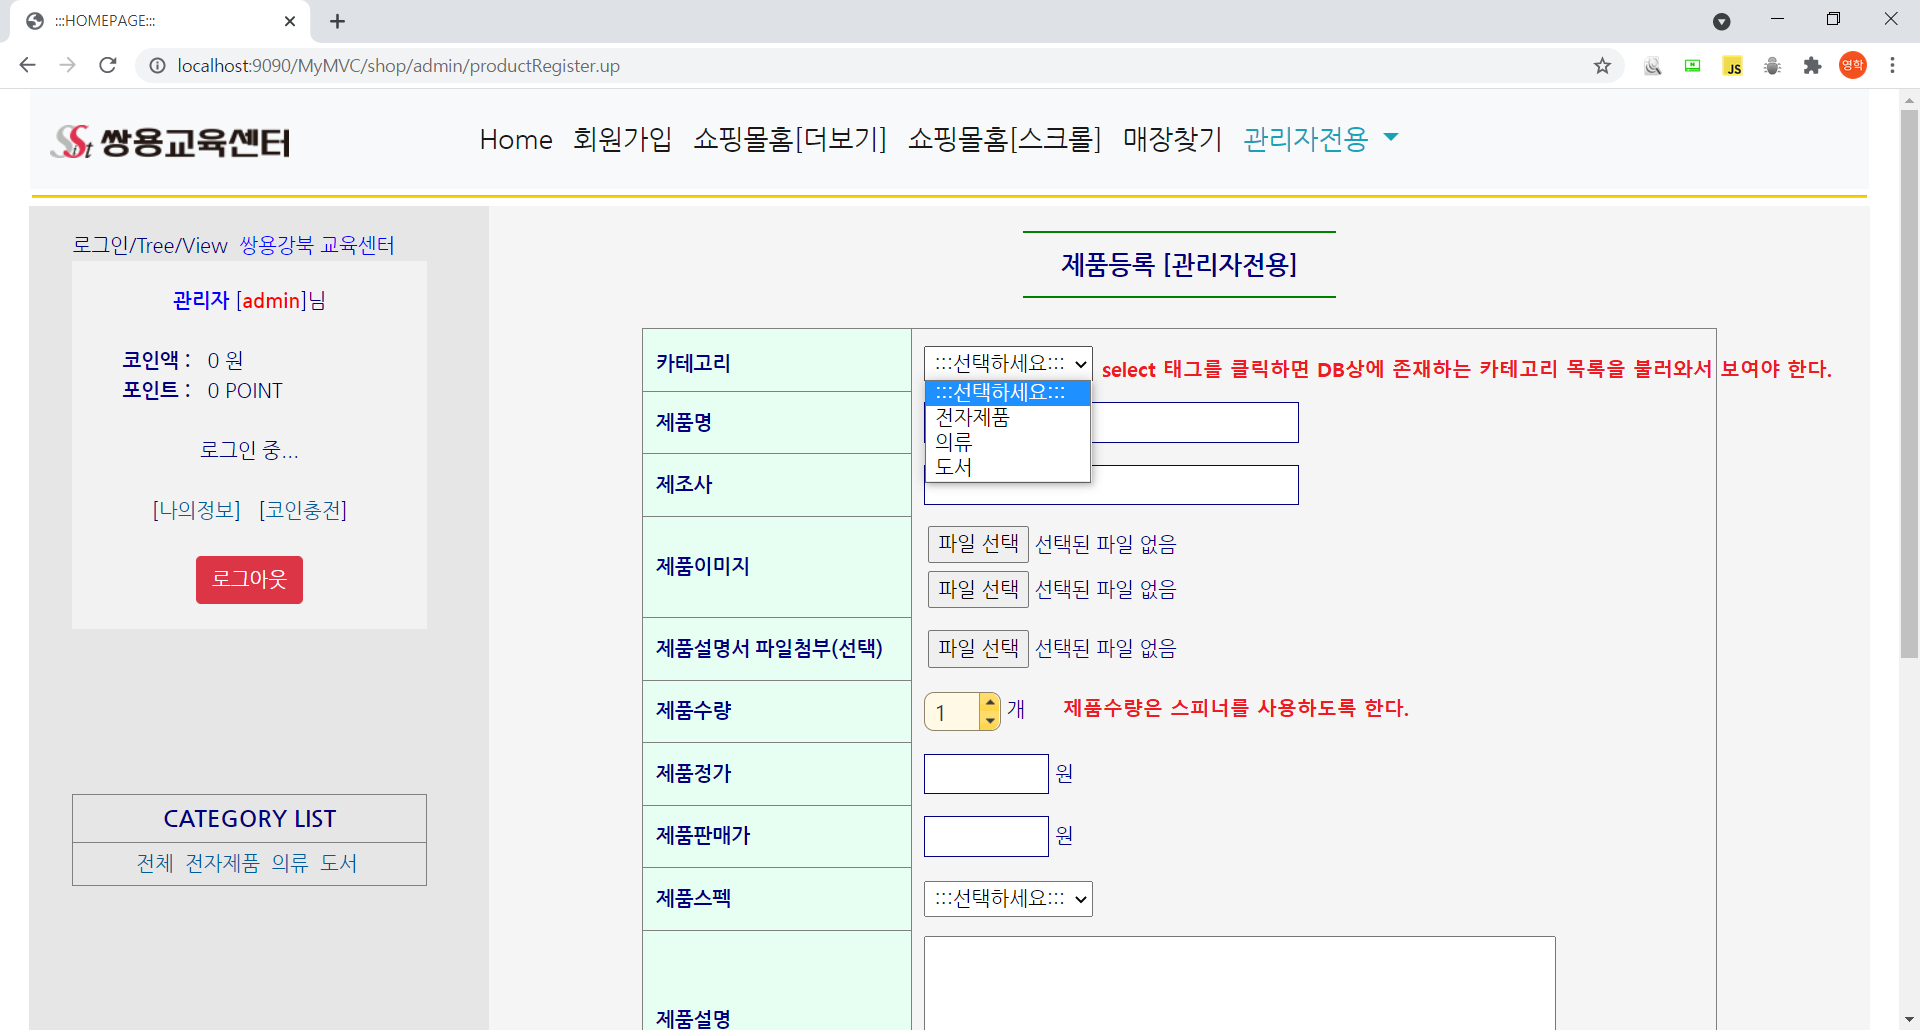 :::HOMEPAGE:::
localhost:9090/MyMVC/shop/admin/productRegister.up
JS
영학
SSist 쌍용교육센터
Home 회원가입 쇼핑몰홈[더보기] 쇼핑몰홈[스크롤] 매장찾기 관리자전용
로그인/Tree/View 쌍용강북 교육센터
관리자 [admin]님
코인액 : 0 원
포인트 : 0 POINT
로그인 중...
[나의정보] [코인충전]
로그아웃
CATEGORY LIST
전체 전자제품 의류 도서
제품등록 [관리자전용]
카테고리 :::선택하세요::: select 태그를 클릭하면 DB상에 존재하는 카테고리 목록을 불러와서 보여야 한다.
:::선택하세요:::
전자제품
의류
도서
제품명
제조사
제품이미지
파일 선택 선택된 파일 없음
파일 선택 선택된 파일 없음
제품설명서 파일첨부(선택) 파일 선택 선택된 파일 없음
제품수량 1 개 제품수량은 스피너를 사용하도록 한다.
제품정가 원
제품판매가 원
제품스펙 :::선택하세요:::
제품설명